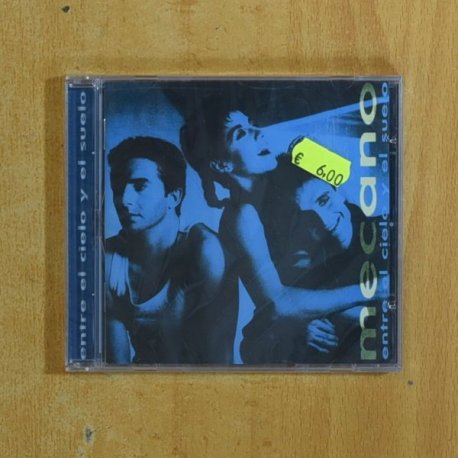 entre el cielo y el suelo
€ 6,00
mecano
entre el cielo y el suelo